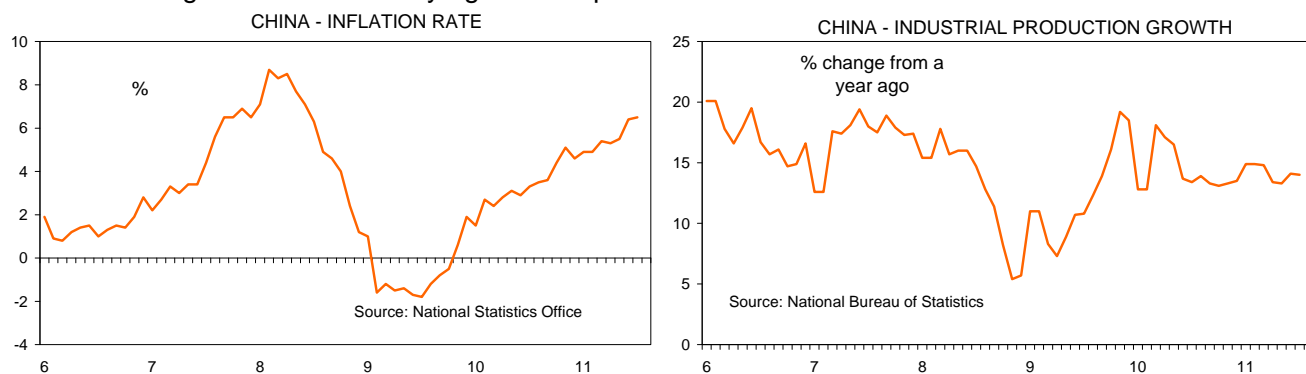 CHINA - INFLATION RATE
%
10
8
6
4
2
0
-2
-4
Source: National Statistics Office
6 7 8 9 10 11
CHINA - INDUSTRIAL PRODUCTION GROWTH
% change from a
year ago
25
20
15
10
5
0
Source: National Bureau of Statistics
6 7 8 9 10 11